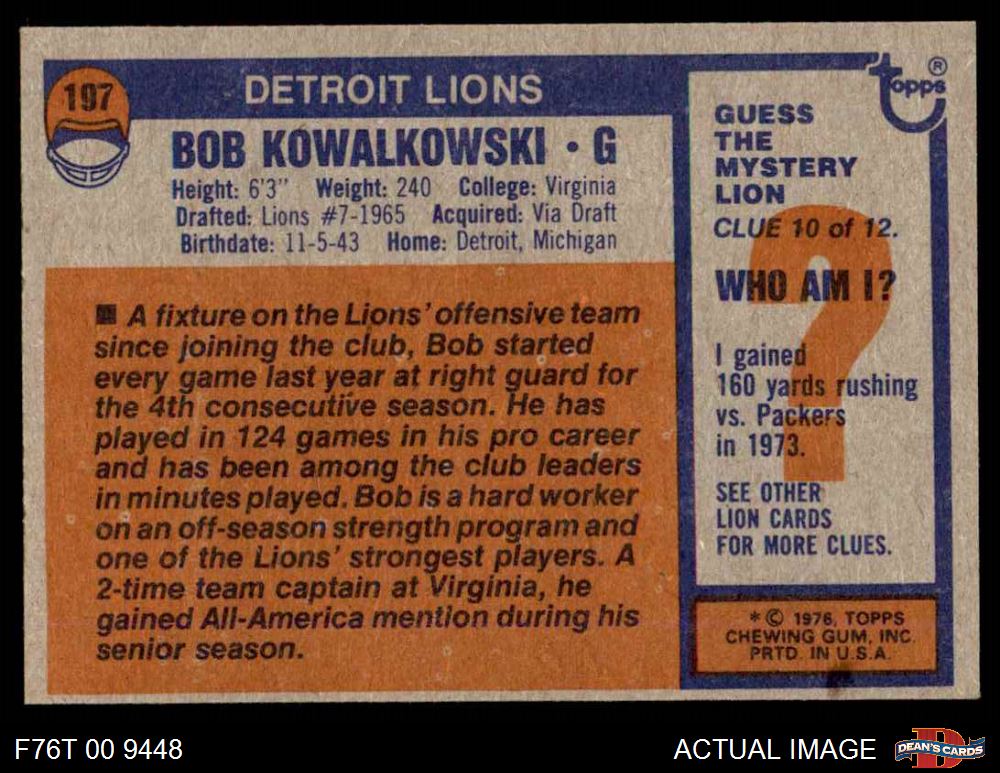 197
DETROIT LIONS
BOB KOWALKOWSKI • G
Height: 6'3" Weight: 240 College: Virginia
Drafted: Lions #7-1965 Acquired: Via Draft
Birthdate: 11-5-43 Home: Detroit, Michigan
■ A fixture on the Lions' offensive team
since joining the club, Bob started
every game last year at right guard for
the 4th consecutive season. He has
played in 124 games in his pro career
and has been among the club leaders
in minutes played. Bob is a hard worker
on an off-season strength program and
one of the Lions' strongest players. A
2-time team captain at Virginia, he
gained All-America mention during his
senior season.
Topps ®
GUESS
THE
MYSTERY
LION
CLUE 10 of 12.
WHO AM I?
I gained
160 yards rushing
vs. Packers
in 1973.
SEE OTHER
LION CARDS
FOR MORE CLUES.
* © 1976, TOPPS
CHEWING GUM, INC.
PRTD. IN U.S.A.
F76T 00 9448
ACTUAL IMAGE
D
DEAN'S CARDS